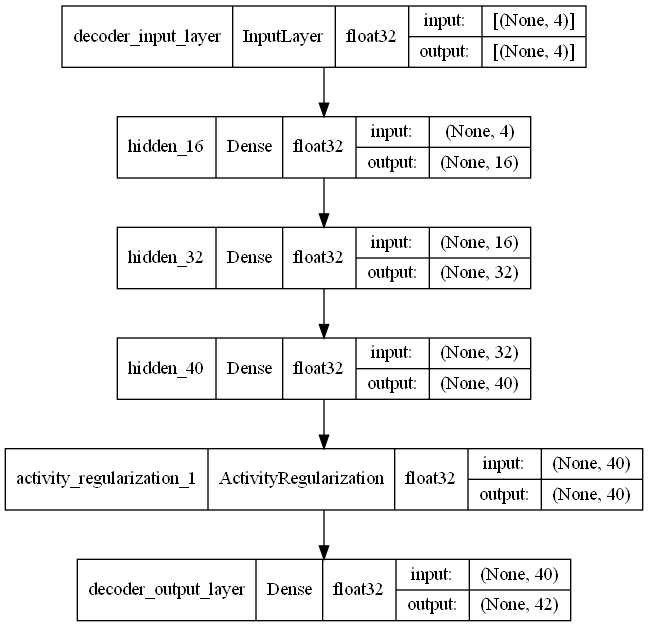 decoder_input_layer InputLayer float32 input: [(None, 4)]
output: [(None, 4)]
hidden_16 Dense float32 input: (None, 4)
output: (None, 16)
hidden_32 Dense float32 input: (None, 16)
output: (None, 32)
hidden_40 Dense float32 input: (None, 32)
output: (None, 40)
activity_regularization_1 ActivityRegularization float32 input: (None, 40)
output: (None, 40)
decoder_output_layer Dense float32 input: (None, 40)
output: (None, 42)